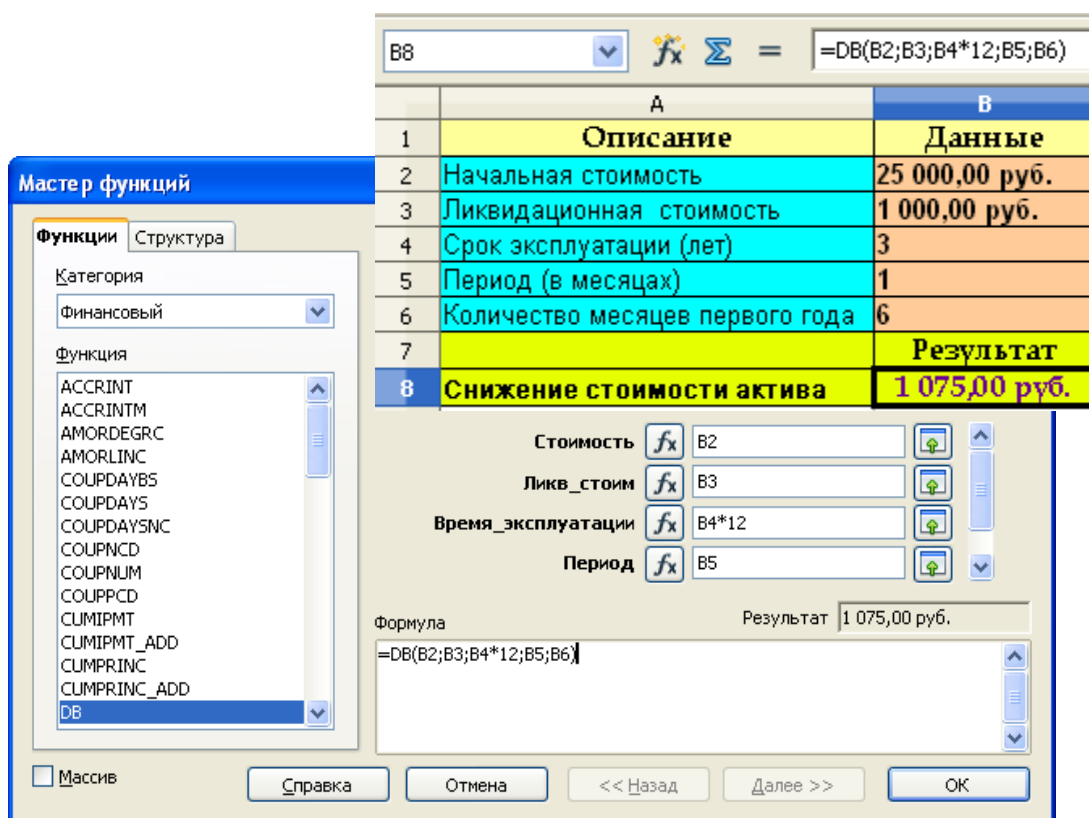 B8
=DB(B2;B3;B4*12;B5;B6)
A B
1 Описание Данные
2 Начальная стоимость 25 000,00 руб.
3 Ликвидационная стоимость 1 000,00 руб.
4 Срок эксплуатации (лет) 3
5 Период (в месяцах) 1
6 Количество месяцев первого года 6
7 Результат
8 Снижение стоимости актива 1 075,00 руб.
Мастер функций
Функции Структура
Категория
Финансовый
Функция
ACCRINT
ACCRINTM
AMORDEGRC
AMORLINC
COUPDAYBS
COUPDAYS
COUPDAYSNC
COUPNCD
COUPNUM
COUPPCD
CUMIPMT
CUMIPMT_ADD
CUMPRINC
CUMPRINC_ADD
DB
Стоимость fx B2
Ликв_стоим fx B3
Время_эксплуатации fx B4*12
Период fx B5
Формула Результат 1 075,00 руб.
=DB(B2;B3;B4*12;B5;B6)
Массив Справка Отмена << Назад Далее >> ОК